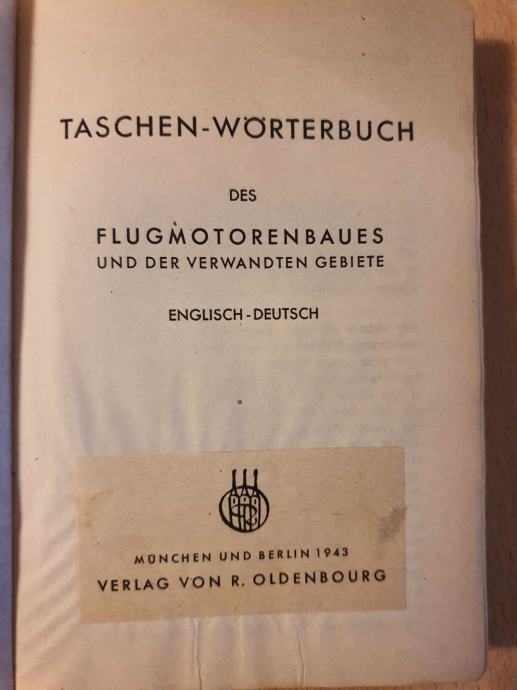 TASCHEN-WÖRTERBUCH
DES
FLUGMOTORENBAUES
UND DER VERWANDTEN GEBIETE
ENGLISCH-DEUTSCH
MÜNCHEN UND BERLIN 1943
VERLAG VON R. OLDENBOURG